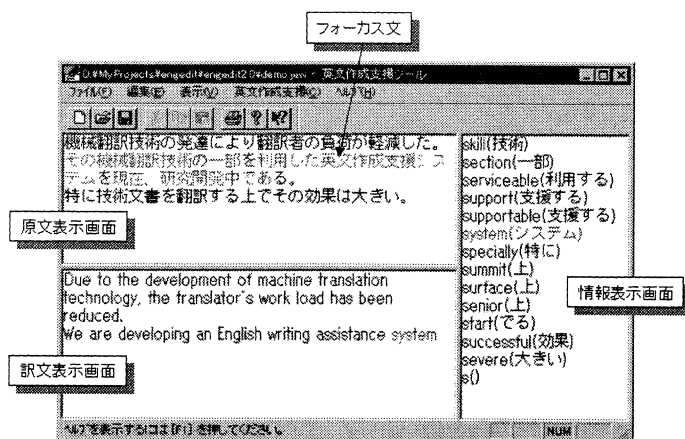 フォーカス文
D:¥MyProjects¥engedit¥engedit2.0¥demo.jew - 英文作成支援ツール
ファイル(F) 編集(E) 表示(V) 英文作成支援(C) ヘルプ(H)
機械翻訳技術の発達により翻訳者の負荷が軽減した。
その機械翻訳技術の一部を利用した英文作成支援シス
テムを現在、研究開発中である。
特に技術文書を翻訳する上でその効果は大きい。
原文表示画面
Due to the development of machine translation
technology, the translator's work load has been
reduced.
We are developing an English writing assistance system
訳文表示画面
skill(技術)
section(一部)
serviceable(利用する)
support(支援する)
supportable(支援する)
system(システム)
specially(特に)
summit(上)
surface(上)
senior(上)
start(でる)
successful(効果)
severe(大きい)
s()
情報表示画面
ヘルプを表示するには [F1] を押してください。
NUM